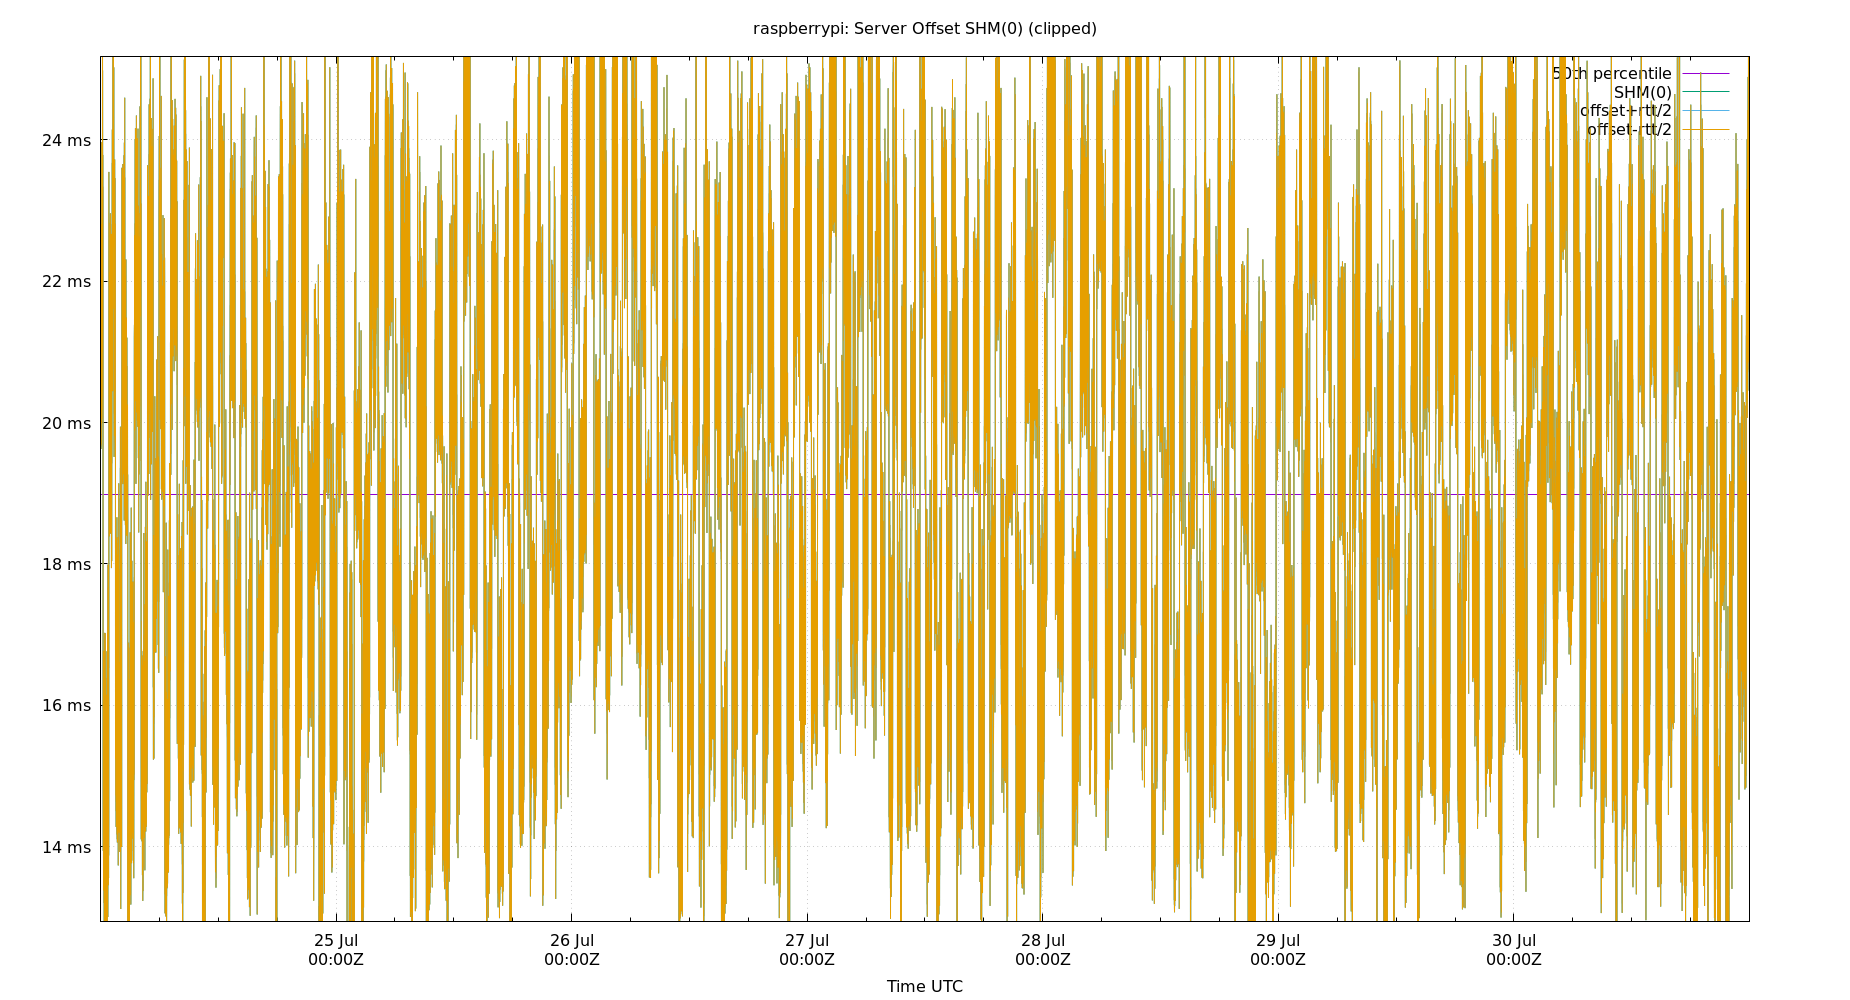 raspberrypi: Server Offset SHM(0) (clipped)
50th percentile
SHM(0)
offset+rtt/2
offset-rtt/2
24 ms
22 ms
20 ms
18 ms
16 ms
14 ms
25 Jul 26 Jul 27 Jul 28 Jul 29 Jul 30 Jul
00:00Z 00:00Z 00:00Z 00:00Z 00:00Z 00:00Z
Time UTC